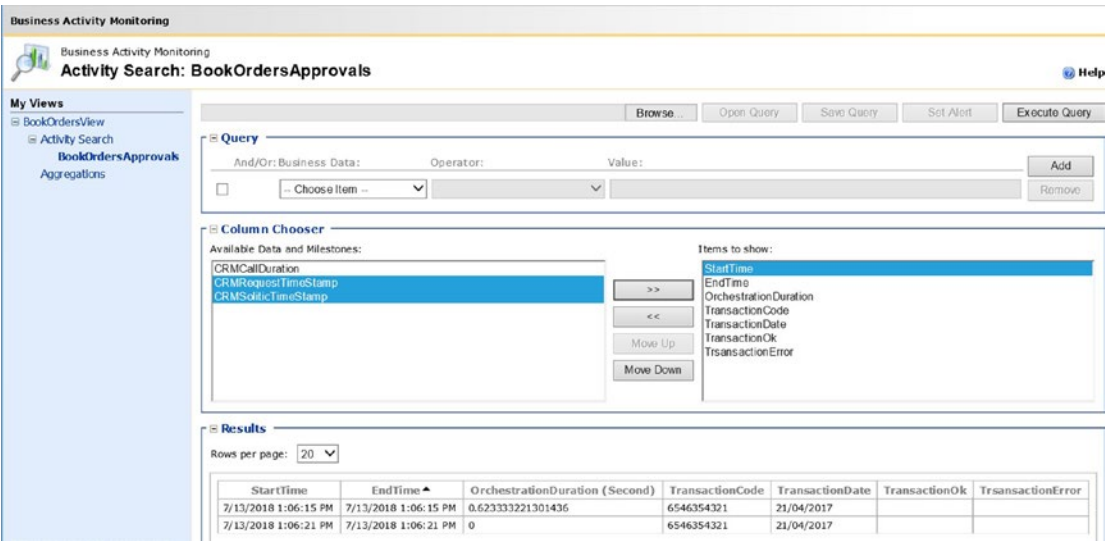 Business Activity Monitoring
Business Activity Monitoring
Activity Search: BookOrdersApprovals
Help
My Views
BookOrdersView
Activity Search
BookOrdersApprovals
Aggregations
Browse... Open Query Save Query Set Alert Execute Query
Query
And/Or: Business Data: Operator: Value:
Add
-- Choose Item --
Remove
Column Chooser
Available Data and Milestones:
CRMCallDuration
CRMRequestTimeStamp
CRMSoliticTimeStamp
>>
<<
Move Up
Move Down
Items to show:
StartTime
EndTime
OrchestrationDuration
TransactionCode
TransactionDate
TransactionOk
TrsansactionError
Results
Rows per page: 20
StartTime EndTime OrchestrationDuration (Second) TransactionCode TransactionDate TransactionOk TrsansactionError
7/13/2018 1:06:15 PM 7/13/2018 1:06:15 PM 0.623333221301436 6546354321 21/04/2017
7/13/2018 1:06:21 PM 7/13/2018 1:06:21 PM 0 6546354321 21/04/2017